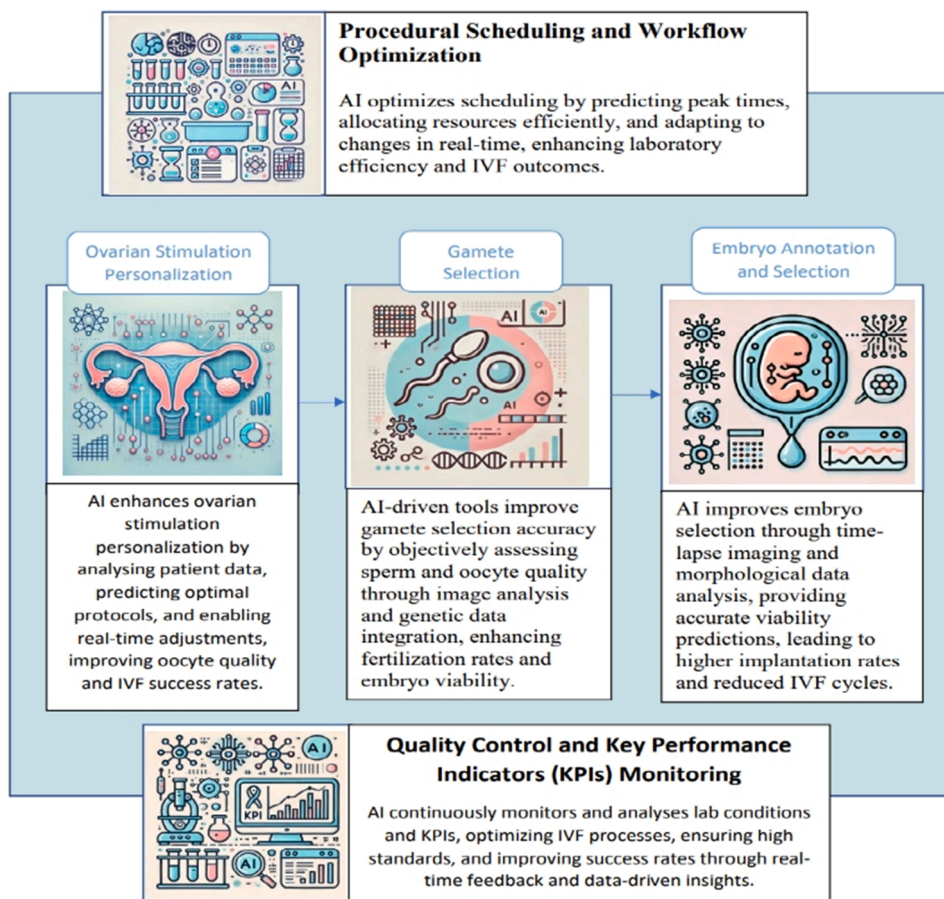 Procedural Scheduling and Workflow
Optimization
AI optimizes scheduling by predicting peak times,
allocating resources efficiently, and adapting to
changes in real-time, enhancing laboratory
efficiency and IVF outcomes.
AI
Ovarian Stimulation
Personalization
Gamete
Selection
Embryo Annotation
and Selection
AI
AI
AI
AI enhances ovarian
stimulation
personalization by
analysing patient data,
predicting optimal
protocols, and enabling
real-time adjustments,
improving oocyte quality
and IVF success rates.
AI-driven tools improve
gamete selection accuracy
by objectively assessing
sperm and oocyte quality
through image analysis
and genetic data
integration, enhancing
fertilization rates and
embryo viability.
AI improves embryo
selection through time-
lapse imaging and
morphological data
analysis, providing
accurate viability
predictions, leading to
higher implantation rates
and reduced IVF cycles.
AI
KPI
AI
Quality Control and Key Performance
Indicators (KPIs) Monitoring
AI continuously monitors and analyses lab conditions
and KPIs, optimizing IVF processes, ensuring high
standards, and improving success rates through real-
time feedback and data-driven insights.